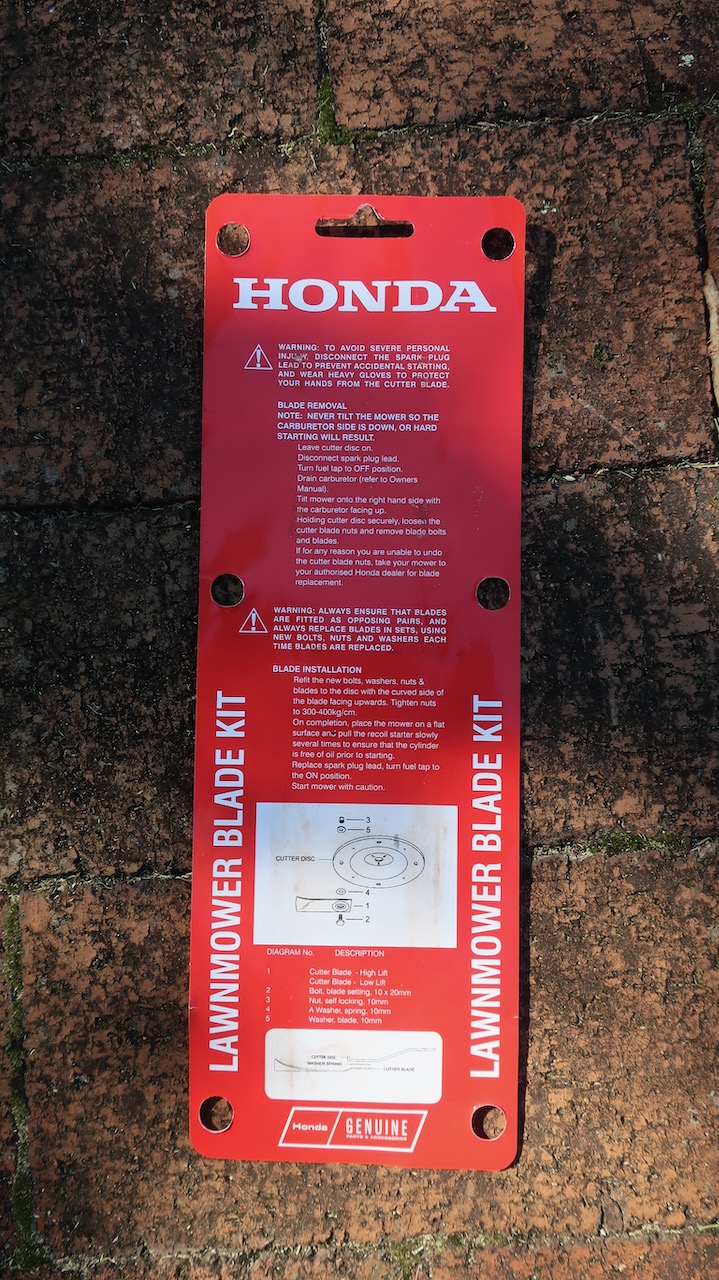 HONDA
WARNING: TO AVOID SEVERE PERSONAL
INJURY, DISCONNECT THE SPARK PLUG
LEAD TO PREVENT ACCIDENTAL STARTING,
AND WEAR HEAVY GLOVES TO PROTECT
YOUR HANDS FROM THE CUTTER BLADE.
BLADE REMOVAL
NOTE: NEVER TILT THE MOWER SO THE
CARBURETOR SIDE IS DOWN, OR HARD
STARTING WILL RESULT.
Leave cutter disc on.
Disconnect spark plug lead.
Turn fuel tap to OFF position.
Drain carburetor (refer to Owners
Manual).
Tilt mower onto the right hand side with
the carburetor facing up.
Holding cutter disc securely, loosen the
cutter blade nuts and remove blade bolts
and blades.
If for any reason you are unable to undo
the cutter blade nuts, take your mower to
your authorised Honda dealer for blade
replacement.
WARNING: ALWAYS ENSURE THAT BLADES
ARE FITTED AS OPPOSING PAIRS, AND
ALWAYS REPLACE BLADES IN SETS, USING
NEW BOLTS, NUTS AND WASHERS EACH
TIME BLADES ARE REPLACED.
BLADE INSTALLATION
Refit the new bolts, washers, nuts &
blades to the disc with the curved side of
the blade facing upwards. Tighten nuts
to 300-400kg/cm.
On completion, place the mower on a flat
surface and pull the recoil starter slowly
several times to ensure that the cylinder
is free of oil prior to starting.
Replace spark plug lead, turn fuel tap to
the ON position.
Start mower with caution.
LAWNMOWER BLADE KIT
LAWNMOWER BLADE KIT
3
5
CUTTER DISC
4
1
2
DIAGRAM No. DESCRIPTION
1 Cutter Blade - High Lift
Cutter Blade - Low Lift
2 Bolt, blade setting, 10 x 20mm
3 Nut, self locking, 10mm
4 A Washer, spring, 10mm
5 Washer, blade, 10mm
CUTTER DISC
WASHER SPRING
CUTTER BLADE
Honda GENUINE
PARTS & ACCESSORIES